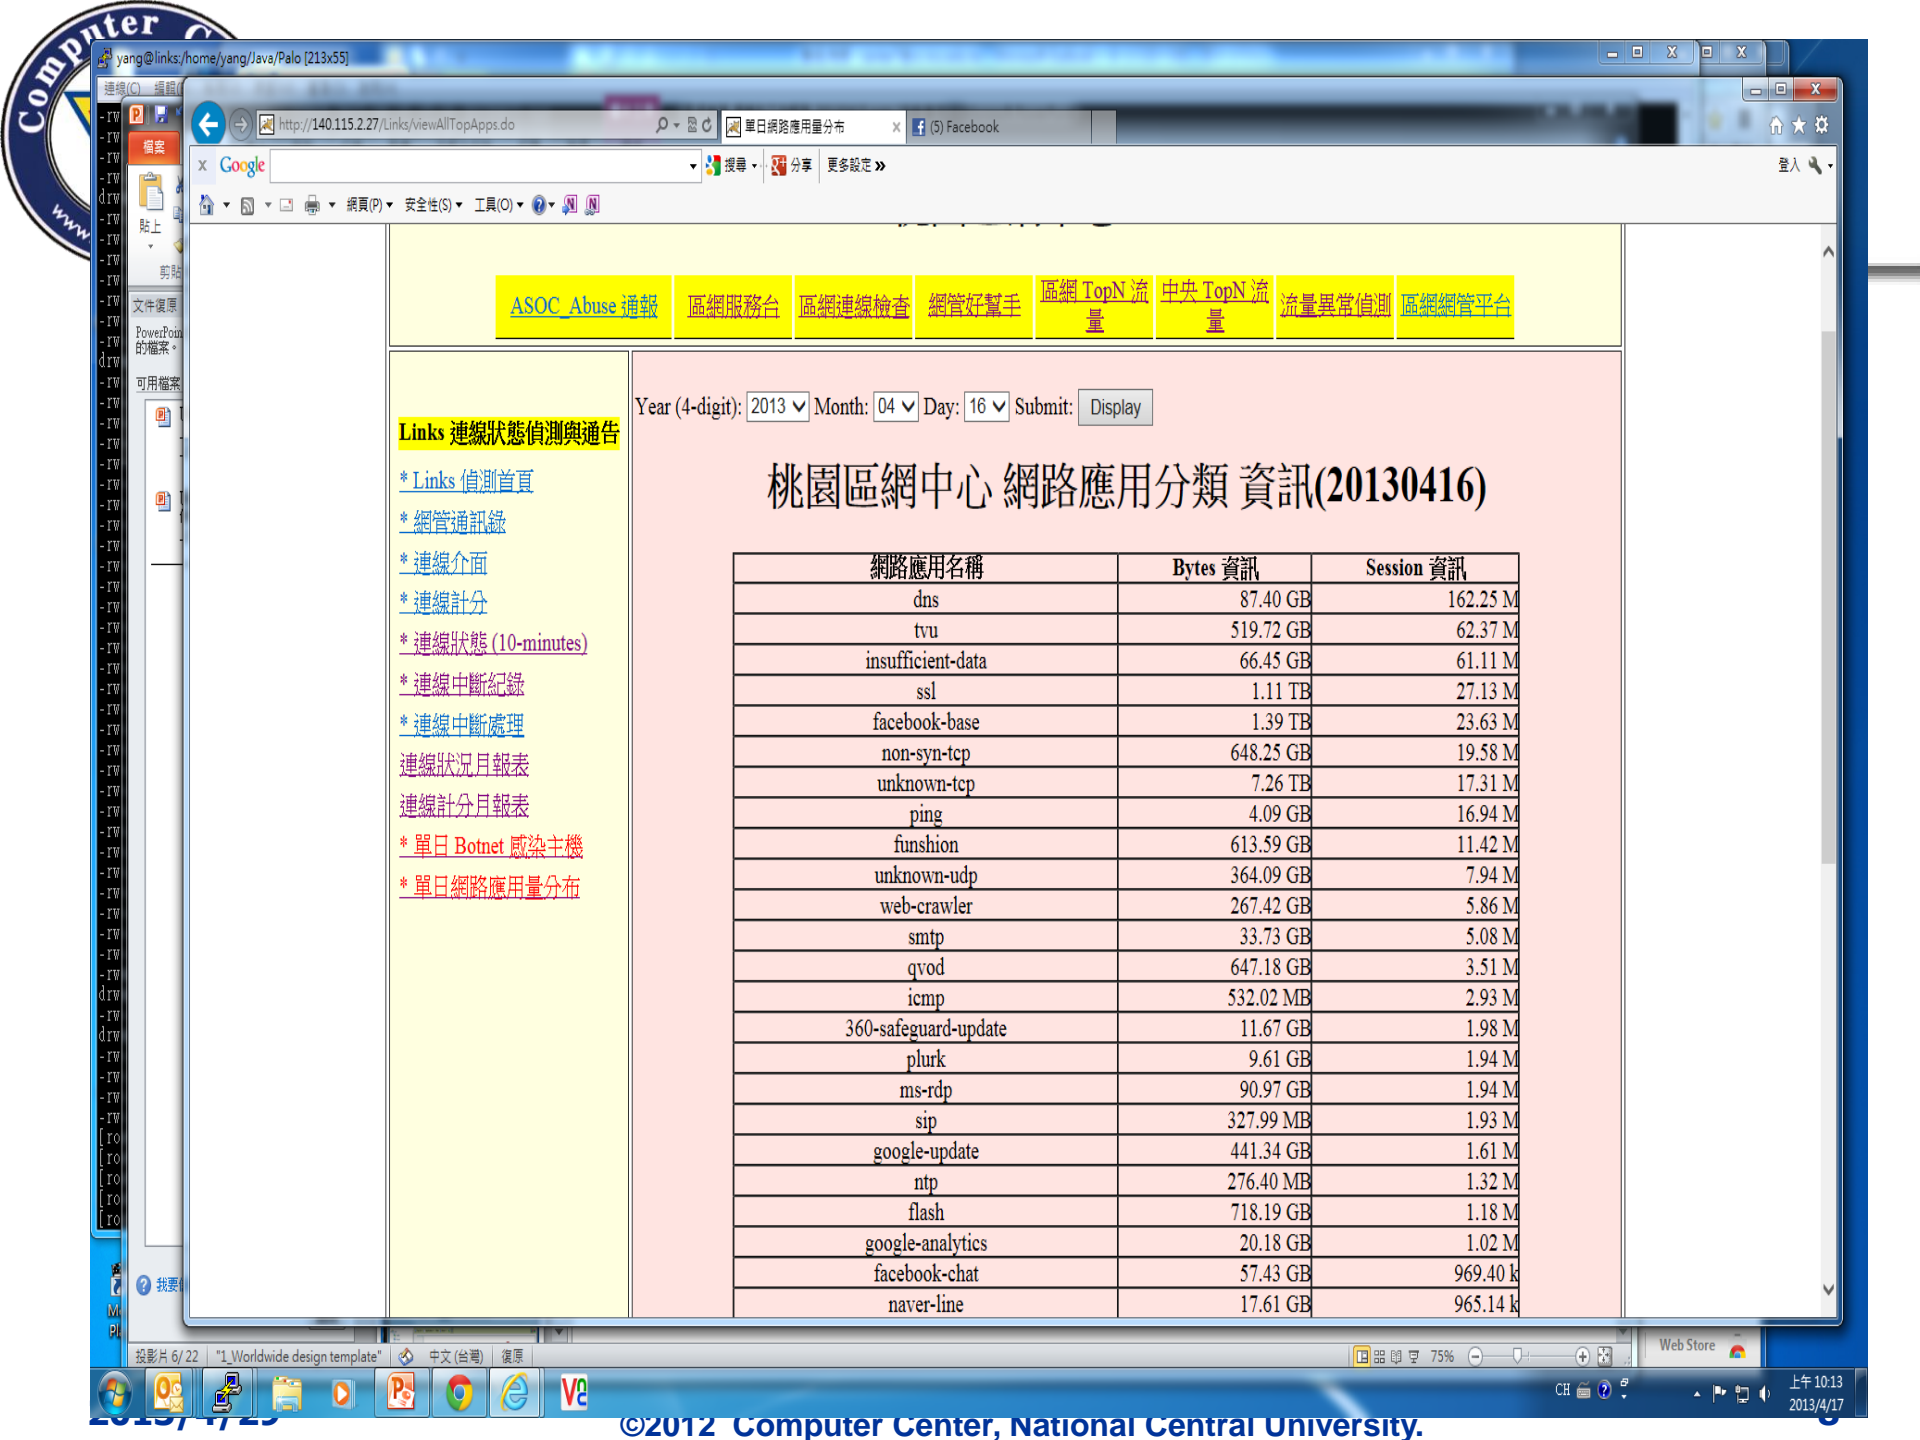 yang@links:/home/yang/Java/Palo [213x55]
http://140.115.2.27/Links/viewAllTopApps.do
單日網路應用量分布
(5) Facebook
檔案
Google
搜尋
分享
更多設定 »
登入
網頁(P)
安全性(S)
工具(O)
貼上
文件復原
可用檔案
ASOC_Abuse 通報
區網服務台
區網連線檢查
網管好幫手
區網 TopN 流量
中央 TopN 流量
流量異常偵測
區網網管平台
Links 連線狀態偵測與通告
* Links 偵測首頁
* 網管通訊錄
* 連線介面
* 連線計分
* 連線狀態 (10-minutes)
* 連線中斷紀錄
* 連線中斷處理
連線狀況月報表
連線計分月報表
* 單日 Botnet 感染主機
* 單日網路應用量分布
Year (4-digit): 2013 Month: 04 Day: 16 Submit: Display
桃園區網中心 網路應用分類 資訊(20130416)
網路應用名稱 Bytes 資訊 Session 資訊
dns 87.40 GB 162.25 M
tvu 519.72 GB 62.37 M
insufficient-data 66.45 GB 61.11 M
ssl 1.11 TB 27.13 M
facebook-base 1.39 TB 23.63 M
non-syn-tcp 648.25 GB 19.58 M
unknown-tcp 7.26 TB 17.31 M
ping 4.09 GB 16.94 M
funshion 613.59 GB 11.42 M
unknown-udp 364.09 GB 7.94 M
web-crawler 267.42 GB 5.86 M
smtp 33.73 GB 5.08 M
qvod 647.18 GB 3.51 M
icmp 532.02 MB 2.93 M
360-safeguard-update 11.67 GB 1.98 M
plurk 9.61 GB 1.94 M
ms-rdp 90.97 GB 1.94 M
sip 327.99 MB 1.93 M
google-update 441.34 GB 1.61 M
ntp 276.40 MB 1.32 M
flash 718.19 GB 1.18 M
google-analytics 20.18 GB 1.02 M
facebook-chat 57.43 GB 969.40 k
naver-line 17.61 GB 965.14 k
投影片 6/ 22
"1_Worldwide design template"
中文 (台灣)
復原
75%
Web Store
CH
上午 10:13
2013/4/17
©2012 Computer Center, National Central University.